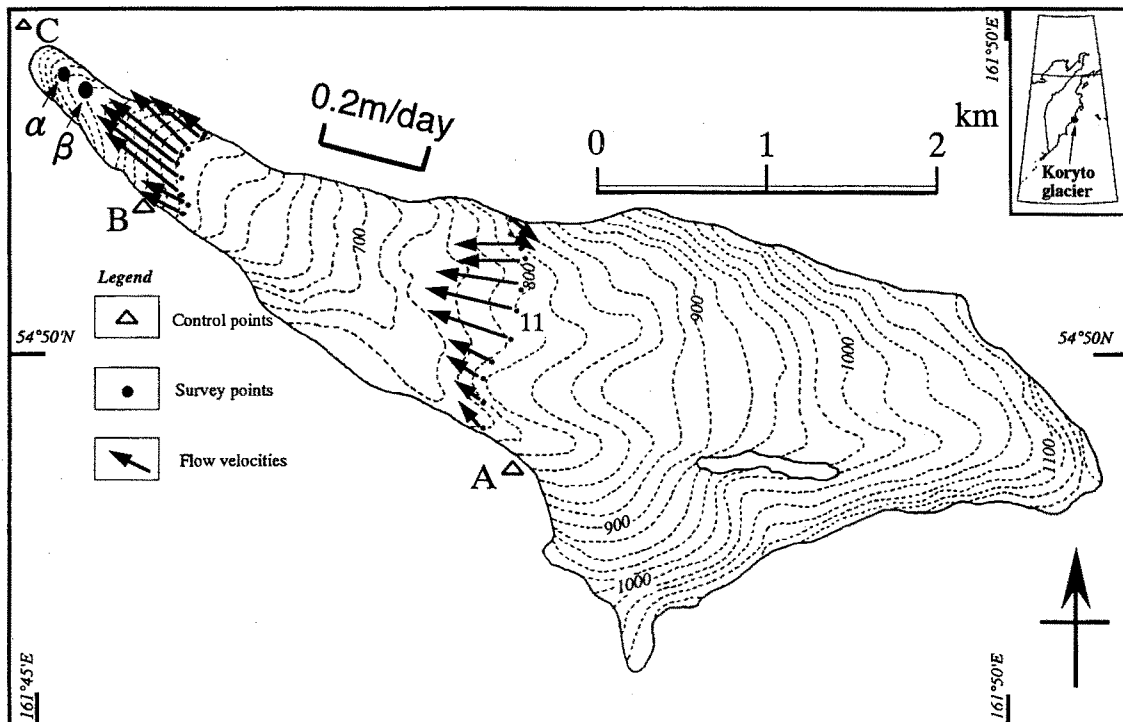 C
α
β
B
0.2m/day
0
1
2
km
161°50'E
Koryto
glacier
700
800
900
1000
1100
11
Legend
Control points
Survey points
Flow velocities
54°50'N
54°50N
A
900
1000
161°45'E
161°50'E